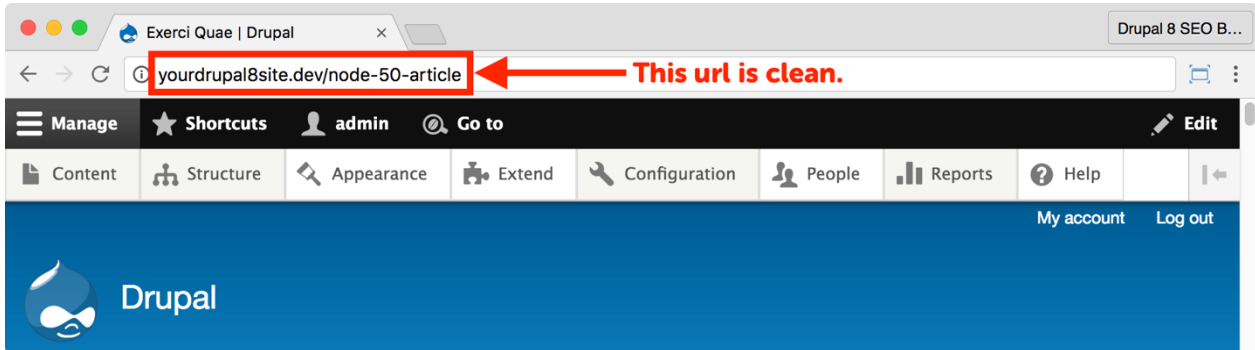 Exerci Quae | Drupal
Drupal 8 SEO B...
yourdrupal8site.dev/node-50-article
This url is clean.
Manage Shortcuts admin Go to Edit
Content Structure Appearance Extend Configuration People Reports Help
My account Log out
Drupal